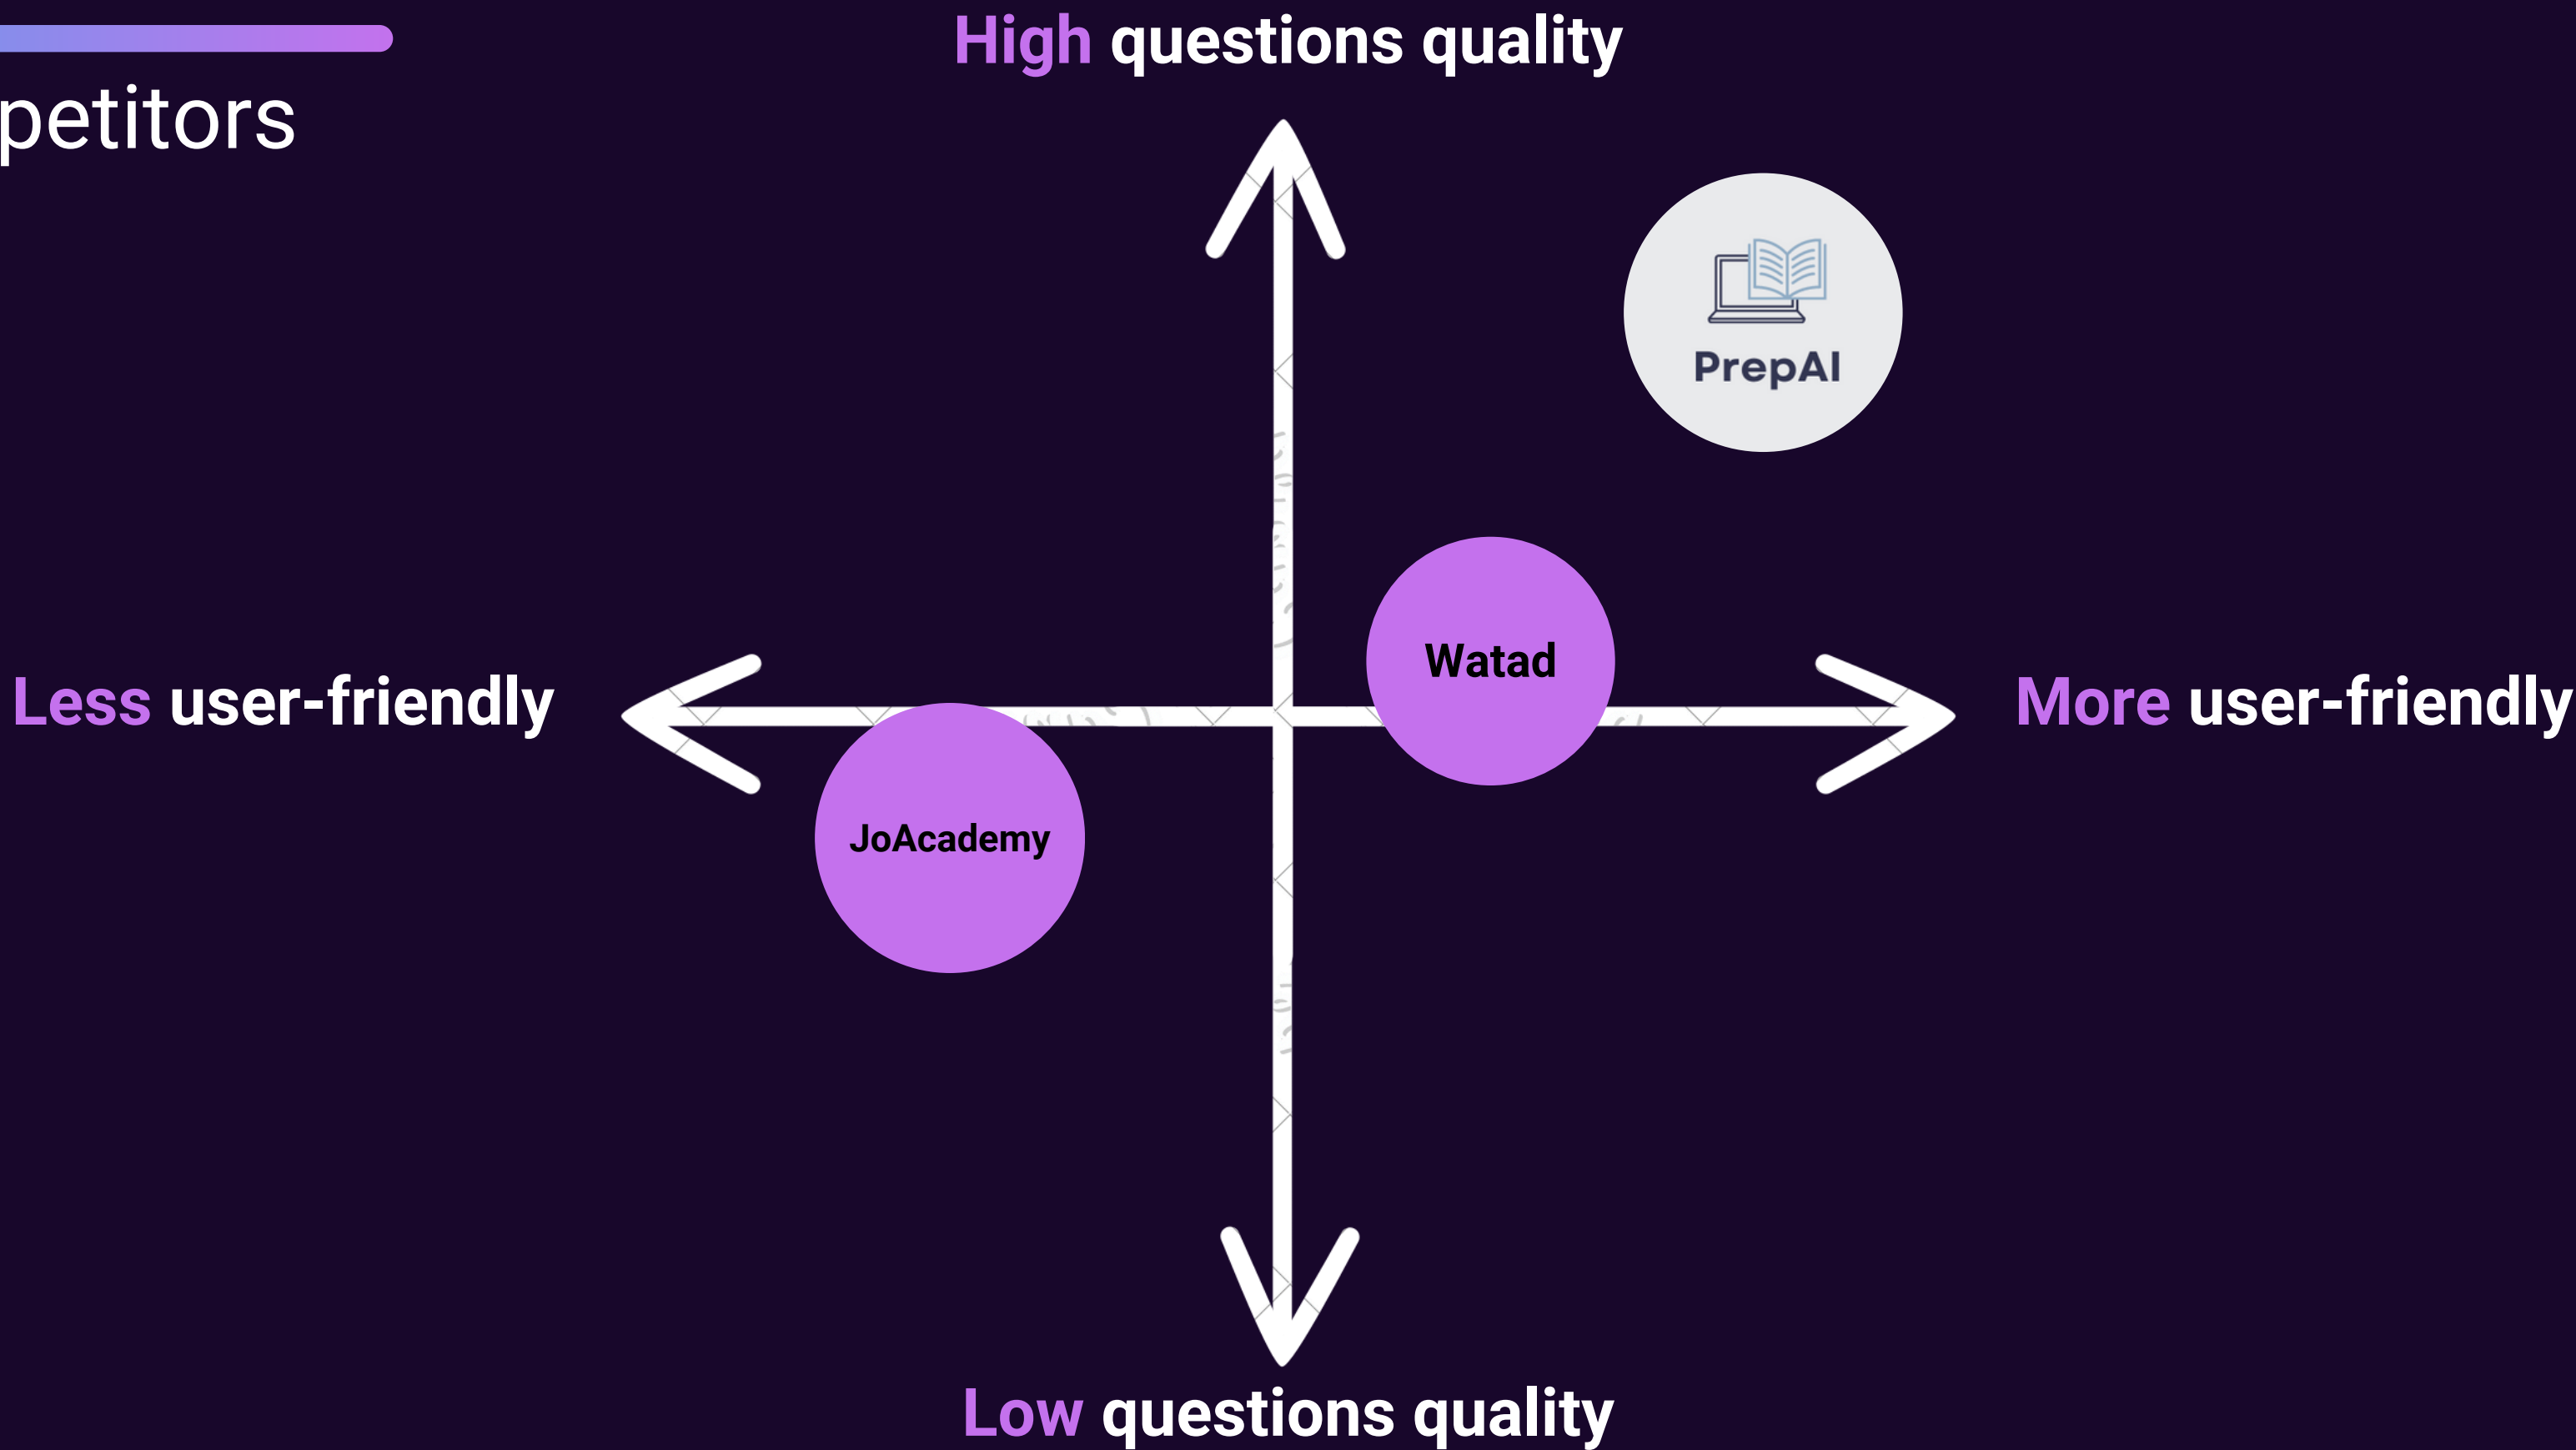 petitors
High questions quality
PrepAI
Watad
Less user-friendly
More user-friendly
JoAcademy
Low questions quality